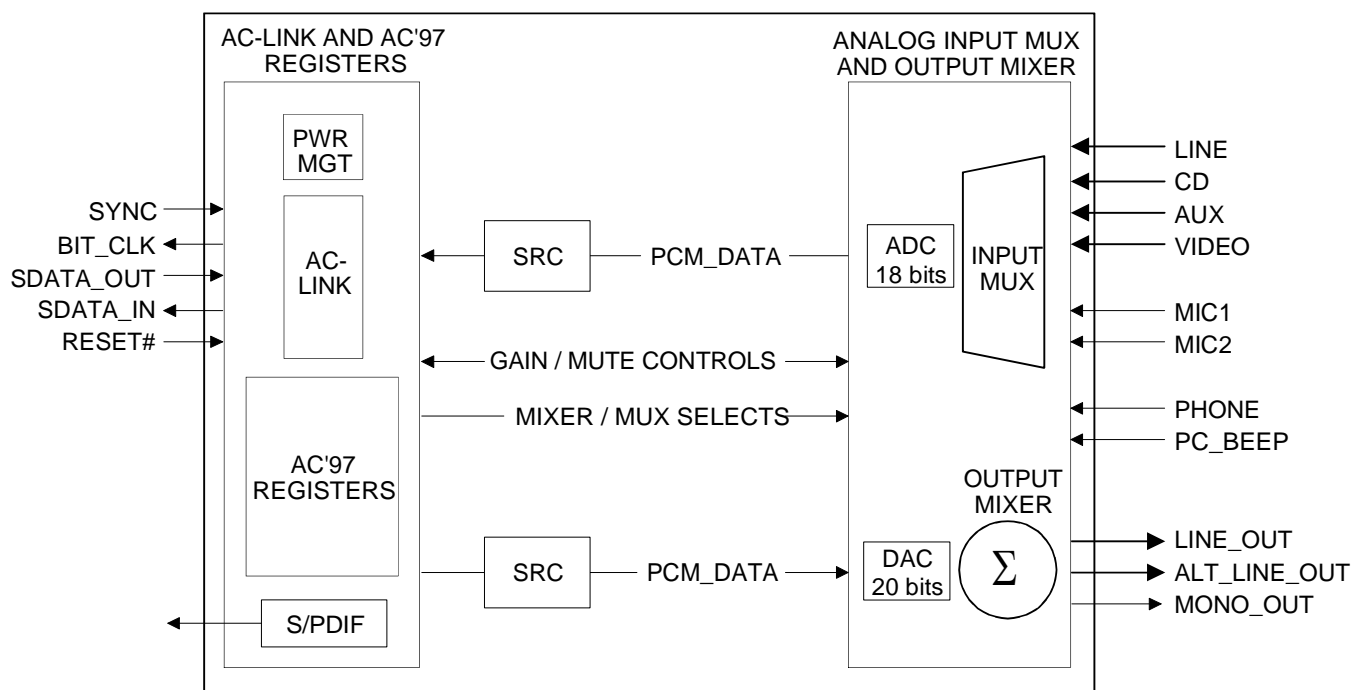 AC-LINK AND AC'97
REGISTERS
PWR
MGT
SYNC
BIT_CLK
SDATA_OUT
SDATA_IN
RESET#
AC-
LINK
AC'97
REGISTERS
S/PDIF
SRC
PCM_DATA
GAIN / MUTE CONTROLS
MIXER / MUX SELECTS
SRC
PCM_DATA
ANALOG INPUT MUX
AND OUTPUT MIXER
ADC
18 bits
INPUT
MUX
OUTPUT
MIXER
DAC
20 bits
Σ
LINE
CD
AUX
VIDEO
MIC1
MIC2
PHONE
PC_BEEP
LINE_OUT
ALT_LINE_OUT
MONO_OUT